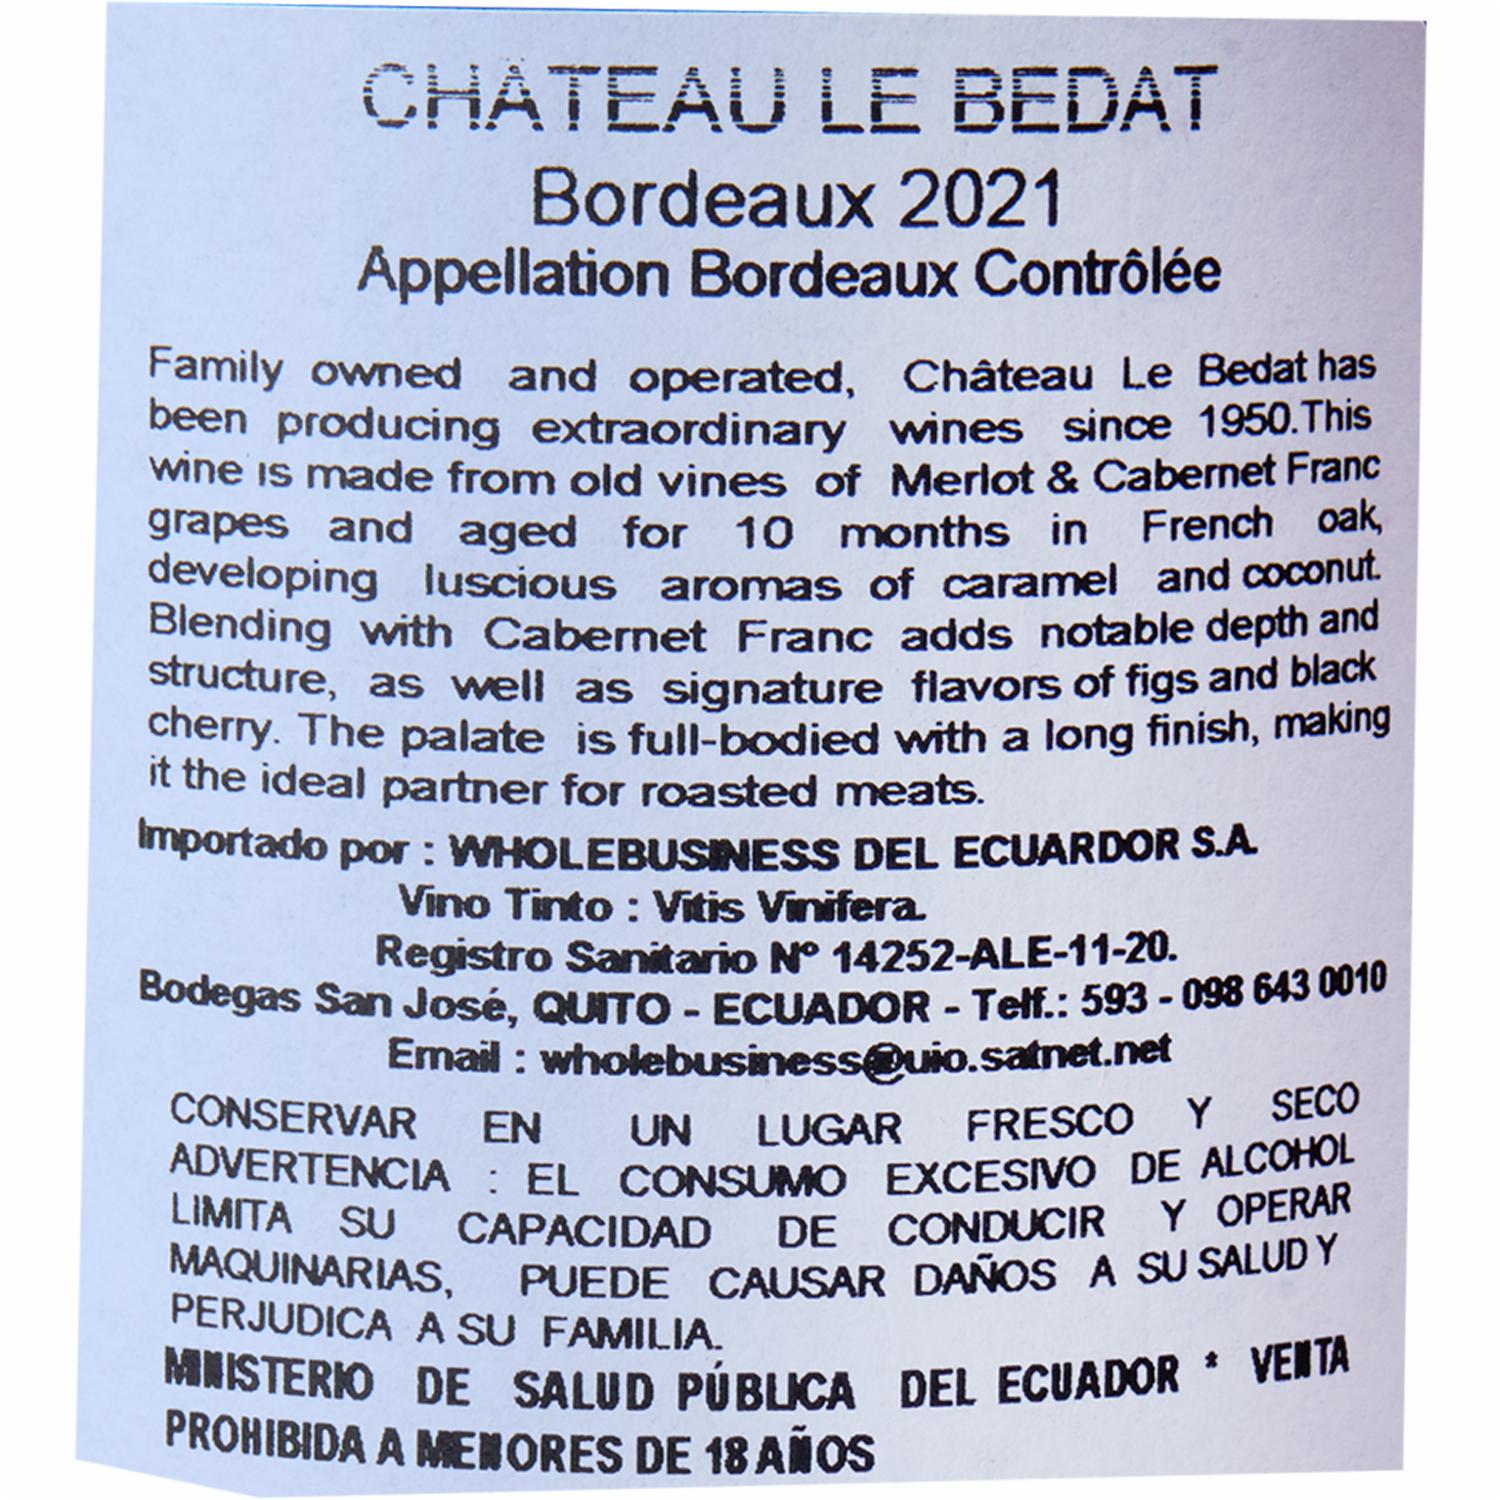 CHÂTEAU LE BEDAT
Bordeaux 2021
Appellation Bordeaux Contrôlée
Family owned and operated, Château Le Bedat has
been producing extraordinary wines since 1950.This
wine is made from old vines of Merlot & Cabernet Franc
grapes and aged for 10 months in French oak,
developing luscious aromas of caramel and coconut.
Blending with Cabernet Franc adds notable depth and
structure, as well as signature flavors of figs and black
cherry. The palate is full-bodied with a long finish, making
it the ideal partner for roasted meats.
Importado por : WHOLEBUSINESS DEL ECUARDOR S.A.
Vino Tinto : Vitis Vinifera.
Registro Sanitario Nº 14252-ALE-11-20.
Bodegas San José, QUITO - ECUADOR - Telf.: 593 - 098 643 0010
Email : wholebusiness@uio.satnet.net
CONSERVAR EN UN LUGAR FRESCO Y SECO
ADVERTENCIA : EL CONSUMO EXCESIVO DE ALCOHOL
LIMITA SU CAPACIDAD DE CONDUCIR Y OPERAR
MAQUINARIAS, PUEDE CAUSAR DAÑOS A SU SALUD Y
PERJUDICA A SU FAMILIA.
MINISTERIO DE SALUD PÚBLICA DEL ECUADOR * VENTA
PROHIBIDA A MENORES DE 18 AÑOS